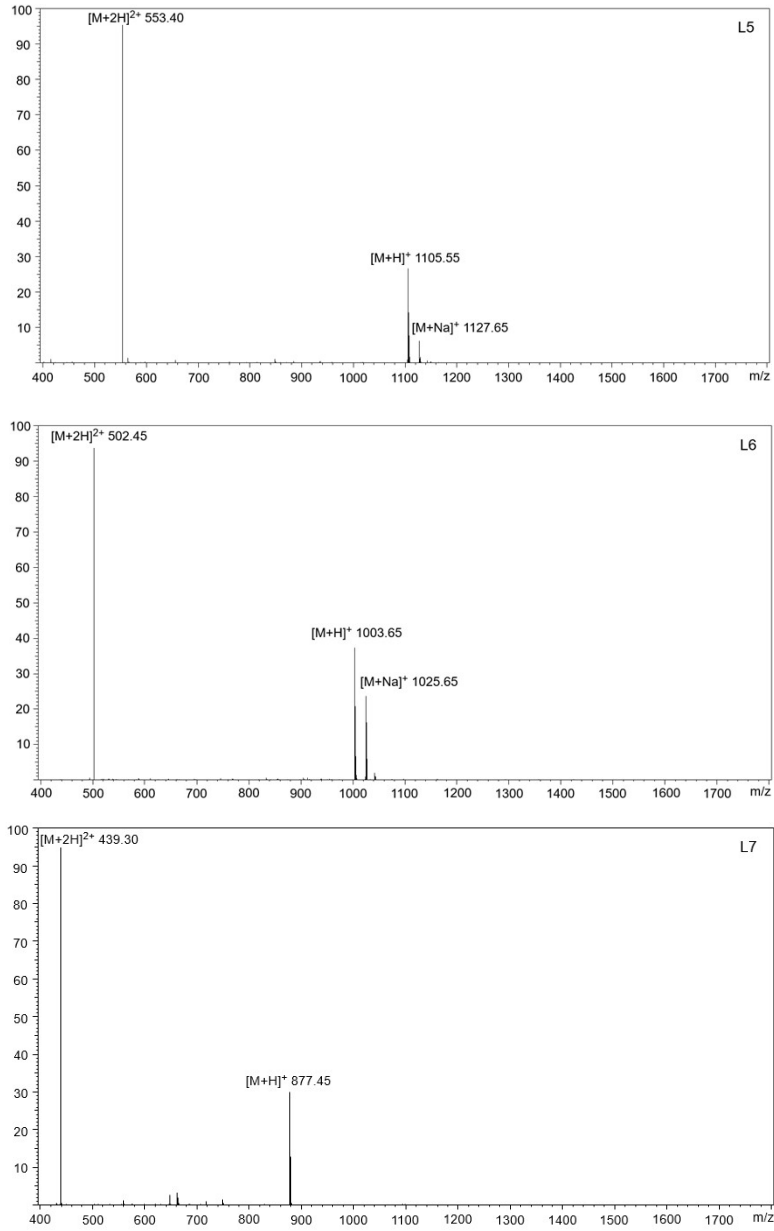 100
[M+2H]²⁺ 553.40
L5
90
80
70
60
50
40
30
[M+H]⁺ 1105.55
20
[M+Na]⁺ 1127.65
10
400 500 600 700 800 900 1000 1100 1200 1300 1400 1500 1600 1700 m/z
100
[M+2H]²⁺ 502.45
L6
90
80
70
60
50
40
[M+H]⁺ 1003.65
30
[M+Na]⁺ 1025.65
20
10
400 500 600 700 800 900 1000 1100 1200 1300 1400 1500 1600 1700 m/z
100
[M+2H]²⁺ 439.30
L7
90
80
70
60
50
40
[M+H]⁺ 877.45
30
20
10
400 500 600 700 800 900 1000 1100 1200 1300 1400 1500 1600 1700 m/z